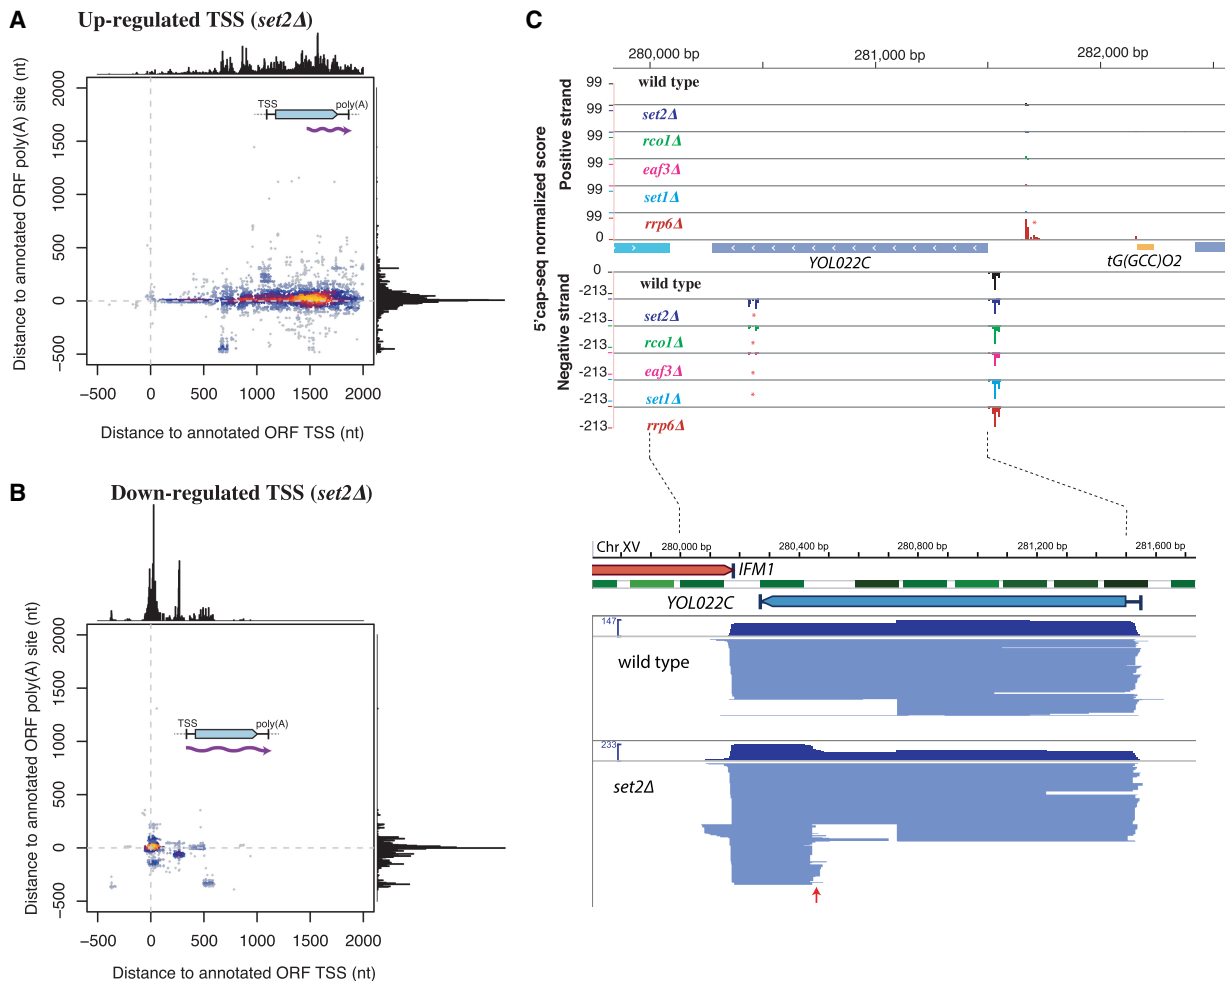 A
Up-regulated TSS (set2Δ)
Distance to annotated ORF poly(A) site (nt)
2000
1500
1000
500
0
−500
TSS
poly(A)
−500 0 500 1000 1500 2000
Distance to annotated ORF TSS (nt)
B
Down-regulated TSS (set2Δ)
Distance to annotated ORF poly(A) site (nt)
2000
1500
1000
500
0
−500
TSS
poly(A)
−500 0 500 1000 1500 2000
Distance to annotated ORF TSS (nt)
C
280,000 bp 281,000 bp 282,000 bp
5'cap-seq normalized score
Positive strand
99 wild type
99 set2Δ
99 rco1Δ
99 eaf3Δ
99 set1Δ
99 rrp6Δ
*
0
YOL022C
tG(GCC)O2
Negative strand
0
wild type
-213
set2Δ *
-213
rco1Δ *
-213
eaf3Δ *
-213
set1Δ *
-213
rrp6Δ
-213
Chr XV
280,000 bp 280,400 bp 280,800 bp 281,200 bp 281,600 bp
IFM1
YOL022C
147
wild type
233
set2Δ